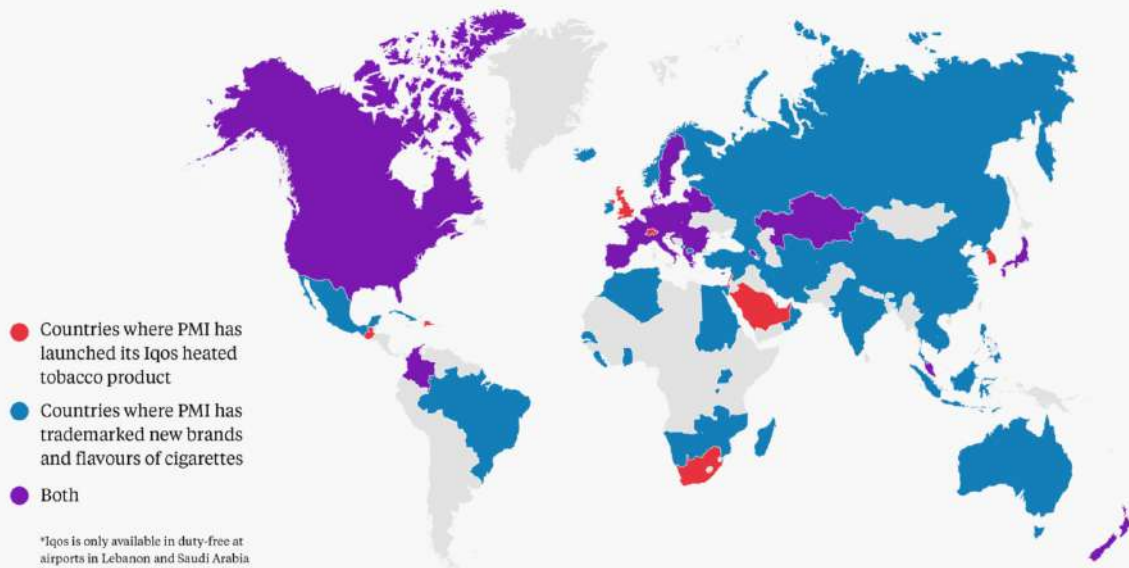 Countries where PMI has
launched its Iqos heated
tobacco product
Countries where PMI has
trademarked new brands
and flavours of cigarettes
Both
*Iqos is only available in duty-free at
airports in Lebanon and Saudi Arabia